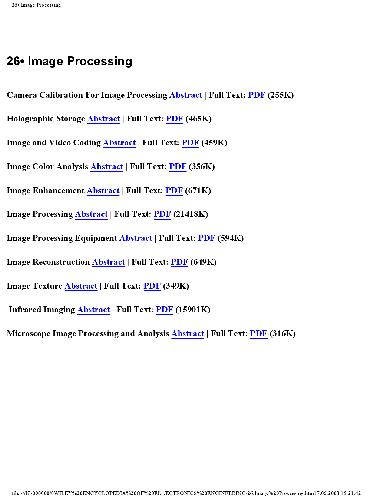 26• Image Processing
26• Image Processing
Camera Calibration For Image Processing Abstract | Full Text: PDF (255K)
Holographic Storage Abstract | Full Text: PDF (465K)
Image and Video Coding Abstract | Full Text: PDF (459K)
Image Color Analysis Abstract | Full Text: PDF (356K)
Image Enhancement Abstract | Full Text: PDF (671K)
Image Processing Abstract | Full Text: PDF (21418K)
Image Processing Equipment Abstract | Full Text: PDF (594K)
Image Reconstruction Abstract | Full Text: PDF (649K)
Image Texture Abstract | Full Text: PDF (349K)
Infrared Imaging Abstract | Full Text: PDF (15901K)
Microscope Image Processing and Analysis Abstract | Full Text: PDF (316K)